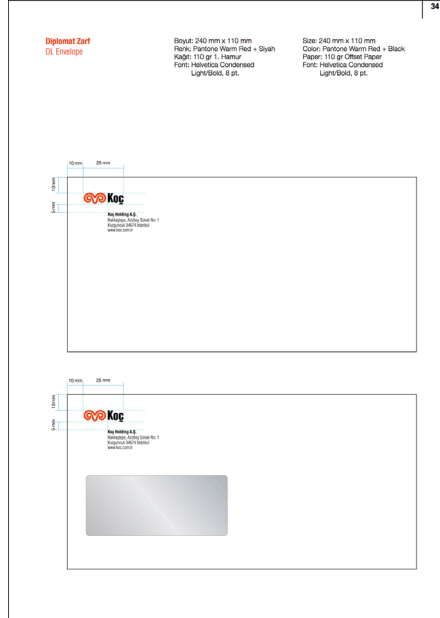 34
Diplomat Zarf
DL Envelope
Boyut: 240 mm x 110 mm
Renk: Pantone Warm Red + Siyah
Kağıt: 110 gr 1. Hamur
Font: Helvetica Condensed
Light/Bold, 8 pt.
Size: 240 mm x 110 mm
Color: Pantone Warm Red + Black
Paper: 110 gr Offset Paper
Font: Helvetica Condensed
Light/Bold, 8 pt.
10 mm 25 mm
10 mm
5 mm
Koç
Koç Holding A.Ş.
Nakkaştepe, Azizbey Sokak No: 1
Kuzguncuk 34674 İstanbul
www.koc.com.tr
10 mm 25 mm
10 mm
5 mm
Koç
Koç Holding A.Ş.
Nakkaştepe, Azizbey Sokak No: 1
Kuzguncuk 34674 İstanbul
www.koc.com.tr